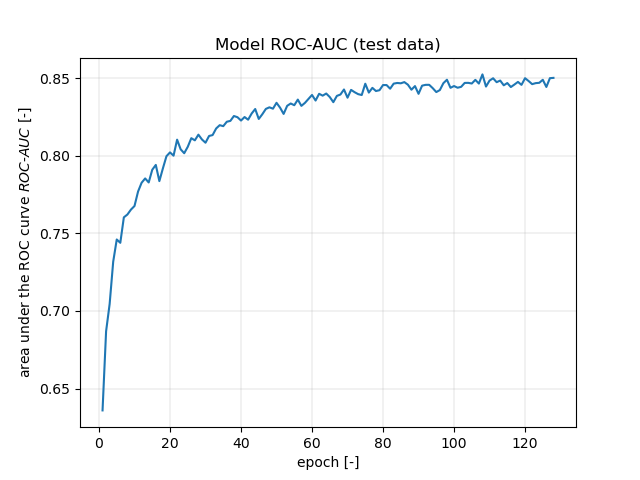 Model ROC-AUC (test data)
area under the ROC curve ROC-AUC [-]
0.85
0.80
0.75
0.70
0.65
0 20 40 60 80 100 120
epoch [-]